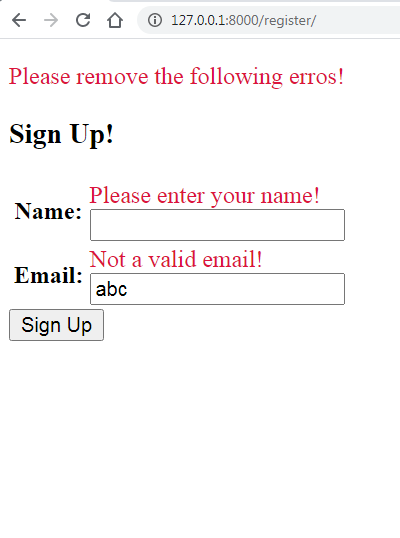 127.0.0.1:8000/register/
Please remove the following erros!
Sign Up!
Please enter your name!
Name:
Not a valid email!
Email:
abc
Sign Up